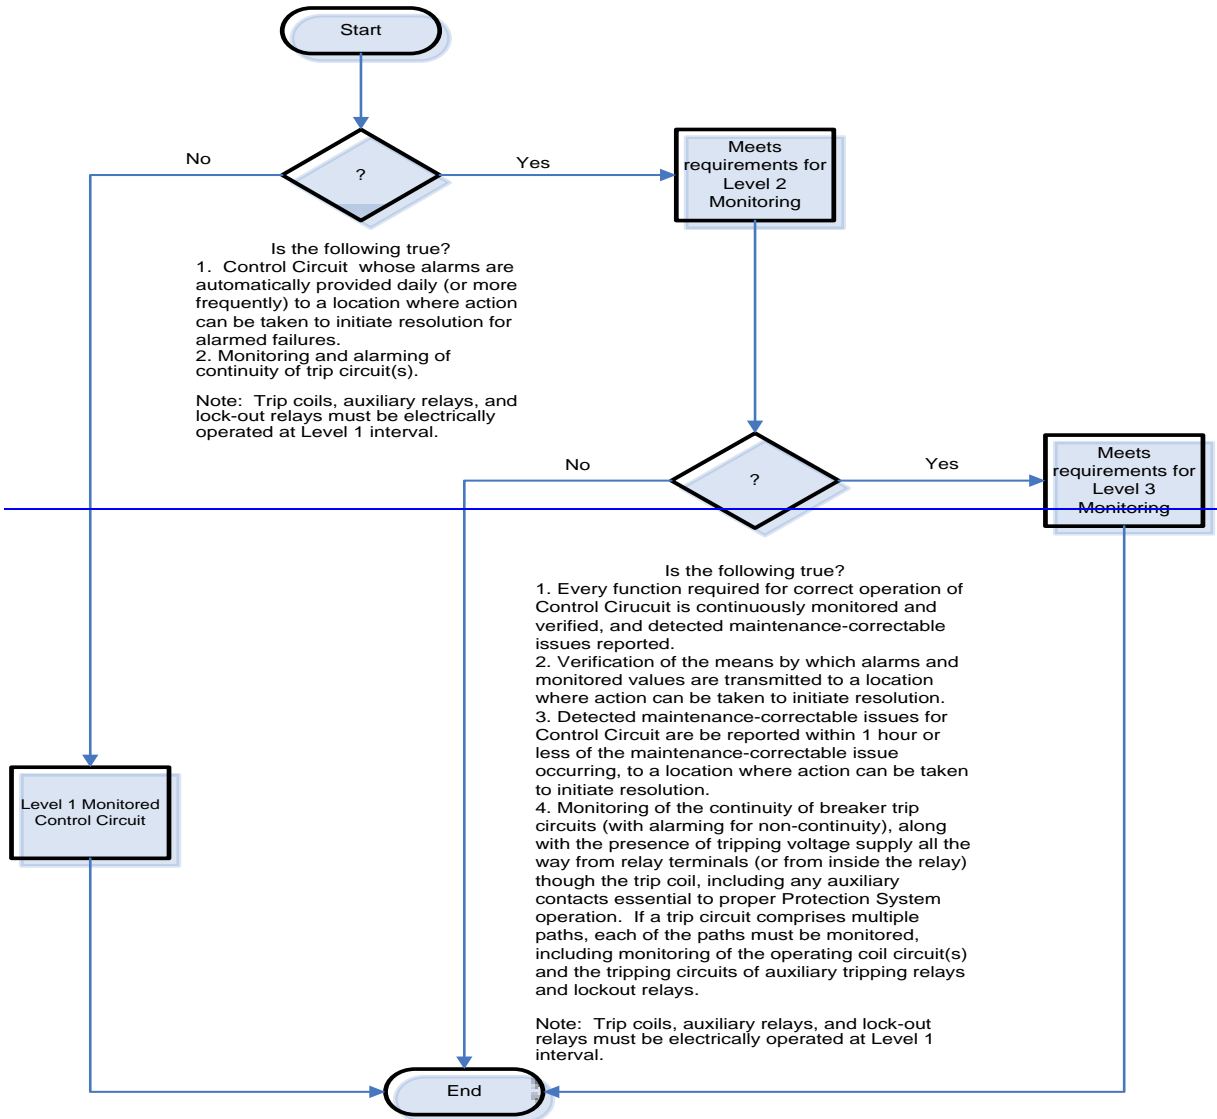 Start
No
?
Yes
Meets
requirements for
Level 2
Monitoring
Is the following true?
1.  Control Circuit  whose alarms are
automatically provided daily (or more
frequently) to a location where action
can be taken to initiate resolution for
alarmed failures.
2. Monitoring and alarming of
continuity of trip circuit(s).
Note:  Trip coils, auxiliary relays, and
lock-out relays must be electrically
operated at Level 1 interval.
No
?
Yes
Meets
requirements for
Level 3
Monitoring
Is the following true?
1. Every function required for correct operation of
Control Cirucuit is continuously monitored and
verified, and detected maintenance-correctable
issues reported.
2. Verification of the means by which alarms and
monitored values are transmitted to a location
where action can be taken to initiate resolution.
3. Detected maintenance-correctable issues for
Control Circuit are be reported within 1 hour or
less of the maintenance-correctable issue
occurring, to a location where action can be taken
to initiate resolution.
4. Monitoring of the continuity of breaker trip
circuits (with alarming for non-continuity), along
with the presence of tripping voltage supply all the
way from relay terminals (or from inside the relay)
though the trip coil, including any auxiliary
contacts essential to proper Protection System
operation.  If a trip circuit comprises multiple
paths, each of the paths must be monitored,
including monitoring of the operating coil circuit(s)
and the tripping circuits of auxiliary tripping relays
and lockout relays.
Note:  Trip coils, auxiliary relays, and lock-out
relays must be electrically operated at Level 1
interval.
Level 1 Monitored
Control Circuit
End